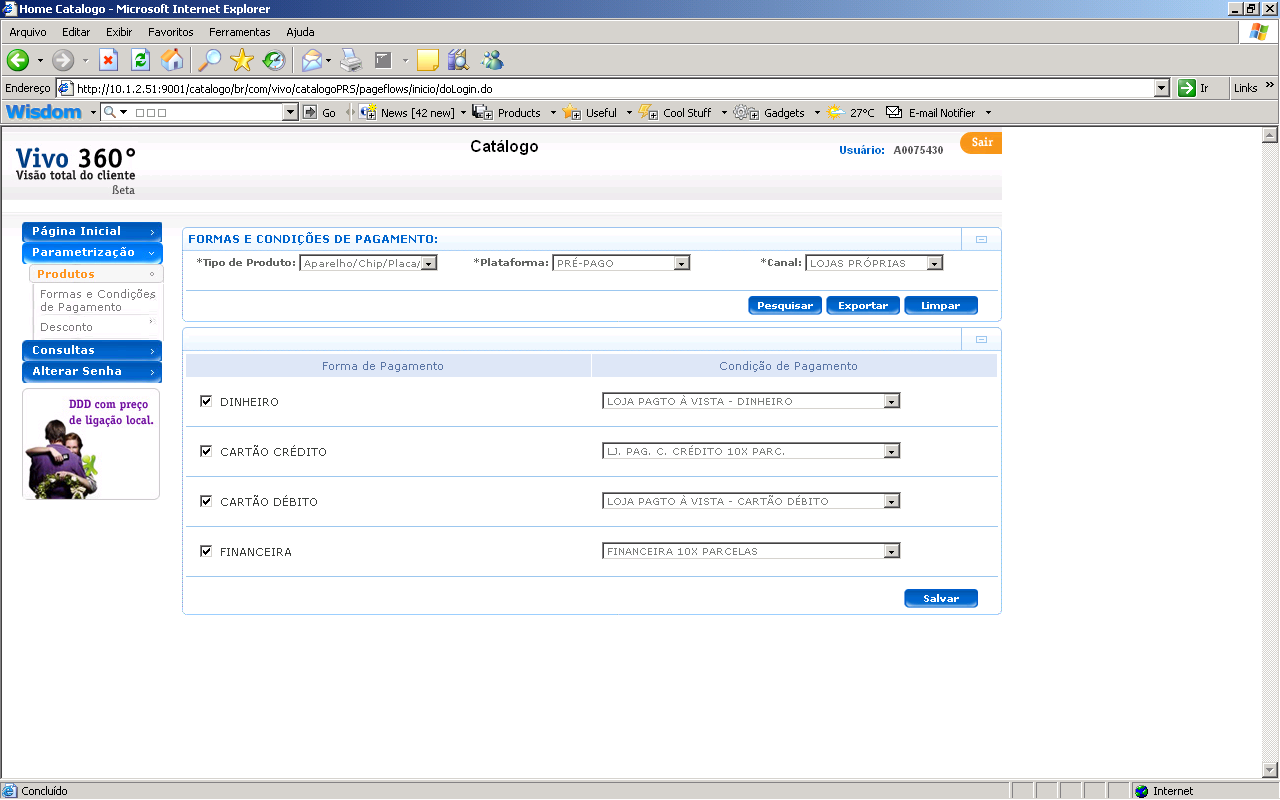 Home Catalogo - Microsoft Internet Explorer
Arquivo Editar Exibir Favoritos Ferramentas Ajuda
Endereço http://10.1.2.51:9001/catalogo/br/com/vivo/catalogoPRS/pageflows/inicio/doLogin.do Ir Links »
Wisdom Go News [42 new] Products Useful Cool Stuff Gadgets 27°C E-mail Notifier
Vivo 360°
Visão total do cliente
ßeta
Catálogo
Usuário: A0075430
Sair
Página Inicial
Parametrização
Produtos
Formas e Condições
de Pagamento
Desconto
Consultas
Alterar Senha
DDD com preço
de ligação local.
FORMAS E CONDIÇÕES DE PAGAMENTO:
*Tipo de Produto: Aparelho/Chip/Placa/ *Plataforma: PRÉ-PAGO *Canal: LOJAS PRÓPRIAS
Pesquisar Exportar Limpar
Forma de Pagamento Condição de Pagamento
DINHEIRO LOJA PAGTO À VISTA - DINHEIRO
CARTÃO CRÉDITO LJ. PAG. C. CRÉDITO 10X PARC.
CARTÃO DÉBITO LOJA PAGTO À VISTA - CARTÃO DÉBITO
FINANCEIRA FINANCEIRA 10X PARCELAS
Salvar
Concluído Internet